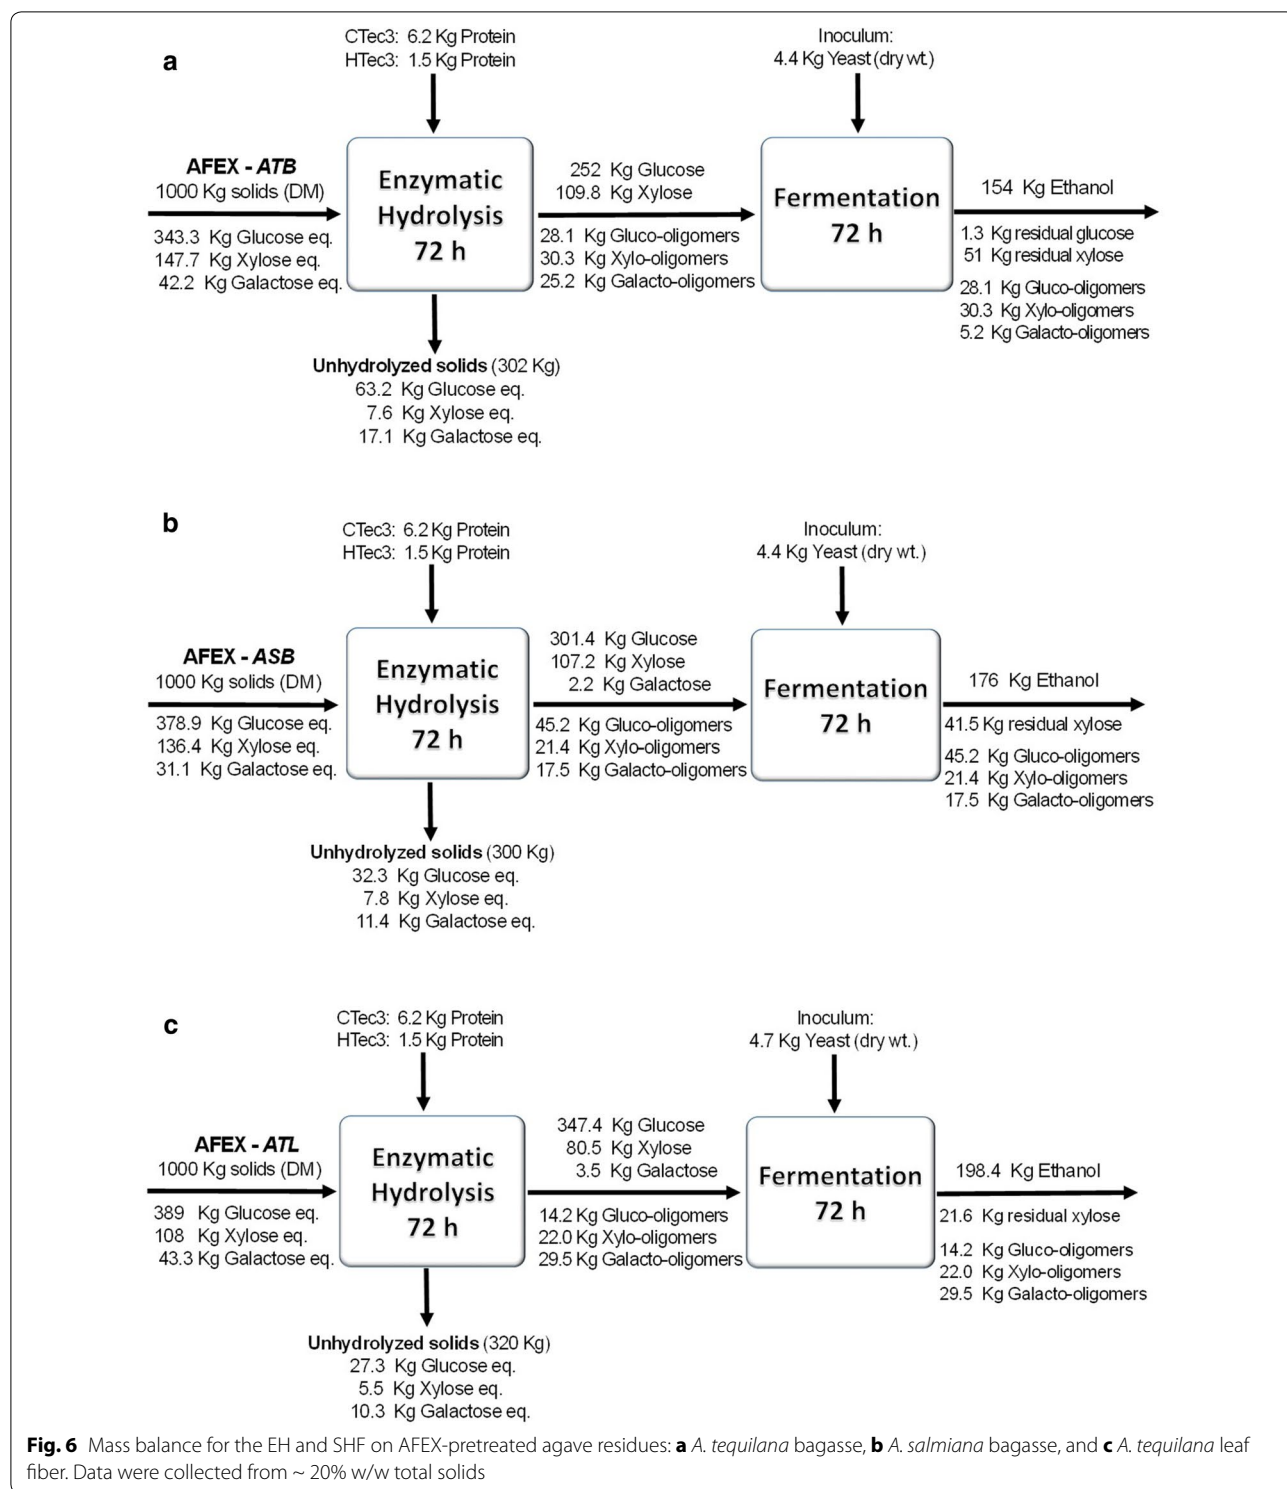 a
CTec3: 6.2 Kg Protein
HTec3: 1.5 Kg Protein
Inoculum:
4.4 Kg Yeast (dry wt.)
AFEX - ATB
1000 Kg solids (DM)
343.3 Kg Glucose eq.
147.7 Kg Xylose eq.
42.2 Kg Galactose eq.
Enzymatic
Hydrolysis
72 h
252 Kg Glucose
109.8 Kg Xylose
28.1 Kg Gluco-oligomers
30.3 Kg Xylo-oligomers
25.2 Kg Galacto-oligomers
Fermentation
72 h
154 Kg Ethanol
1.3 Kg residual glucose
51 Kg residual xylose
28.1 Kg Gluco-oligomers
30.3 Kg Xylo-oligomers
5.2 Kg Galacto-oligomers
Unhydrolyzed solids (302 Kg)
63.2 Kg Glucose eq.
7.6 Kg Xylose eq.
17.1 Kg Galactose eq.
b
CTec3: 6.2 Kg Protein
HTec3: 1.5 Kg Protein
Inoculum:
4.4 Kg Yeast (dry wt.)
AFEX - ASB
1000 Kg solids (DM)
378.9 Kg Glucose eq.
136.4 Kg Xylose eq.
31.1 Kg Galactose eq.
Enzymatic
Hydrolysis
72 h
301.4 Kg Glucose
107.2 Kg Xylose
2.2 Kg Galactose
45.2 Kg Gluco-oligomers
21.4 Kg Xylo-oligomers
17.5 Kg Galacto-oligomers
Fermentation
72 h
176 Kg Ethanol
41.5 Kg residual xylose
45.2 Kg Gluco-oligomers
21.4 Kg Xylo-oligomers
17.5 Kg Galacto-oligomers
Unhydrolyzed solids (300 Kg)
32.3 Kg Glucose eq.
7.8 Kg Xylose eq.
11.4 Kg Galactose eq.
c
CTec3: 6.2 Kg Protein
HTec3: 1.5 Kg Protein
Inoculum:
4.7 Kg Yeast (dry wt.)
AFEX - ATL
1000 Kg solids (DM)
389 Kg Glucose eq.
108 Kg Xylose eq.
43.3 Kg Galactose eq.
Enzymatic
Hydrolysis
72 h
347.4 Kg Glucose
80.5 Kg Xylose
3.5 Kg Galactose
14.2 Kg Gluco-oligomers
22.0 Kg Xylo-oligomers
29.5 Kg Galacto-oligomers
Fermentation
72 h
198.4 Kg Ethanol
21.6 Kg residual xylose
14.2 Kg Gluco-oligomers
22.0 Kg Xylo-oligomers
29.5 Kg Galacto-oligomers
Unhydrolyzed solids (320 Kg)
27.3 Kg Glucose eq.
5.5 Kg Xylose eq.
10.3 Kg Galactose eq.
Fig. 6 Mass balance for the EH and SHF on AFEX-pretreated agave residues: a A. tequilana bagasse, b A. salmiana bagasse, and c A. tequilana leaf
fiber. Data were collected from ~ 20% w/w total solids